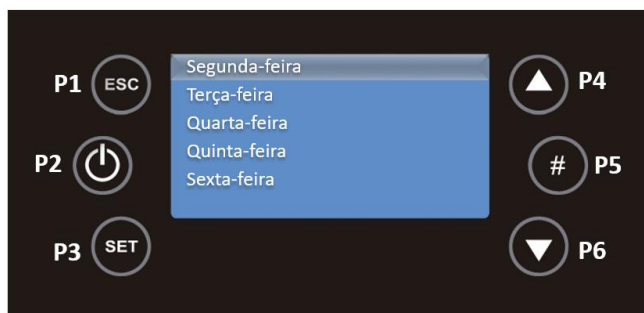 P1 ESC
P2
P3 SET
Segunda-feira
Terça-feira
Quarta-feira
Quinta-feira
Sexta-feira
P4
# P5
P6